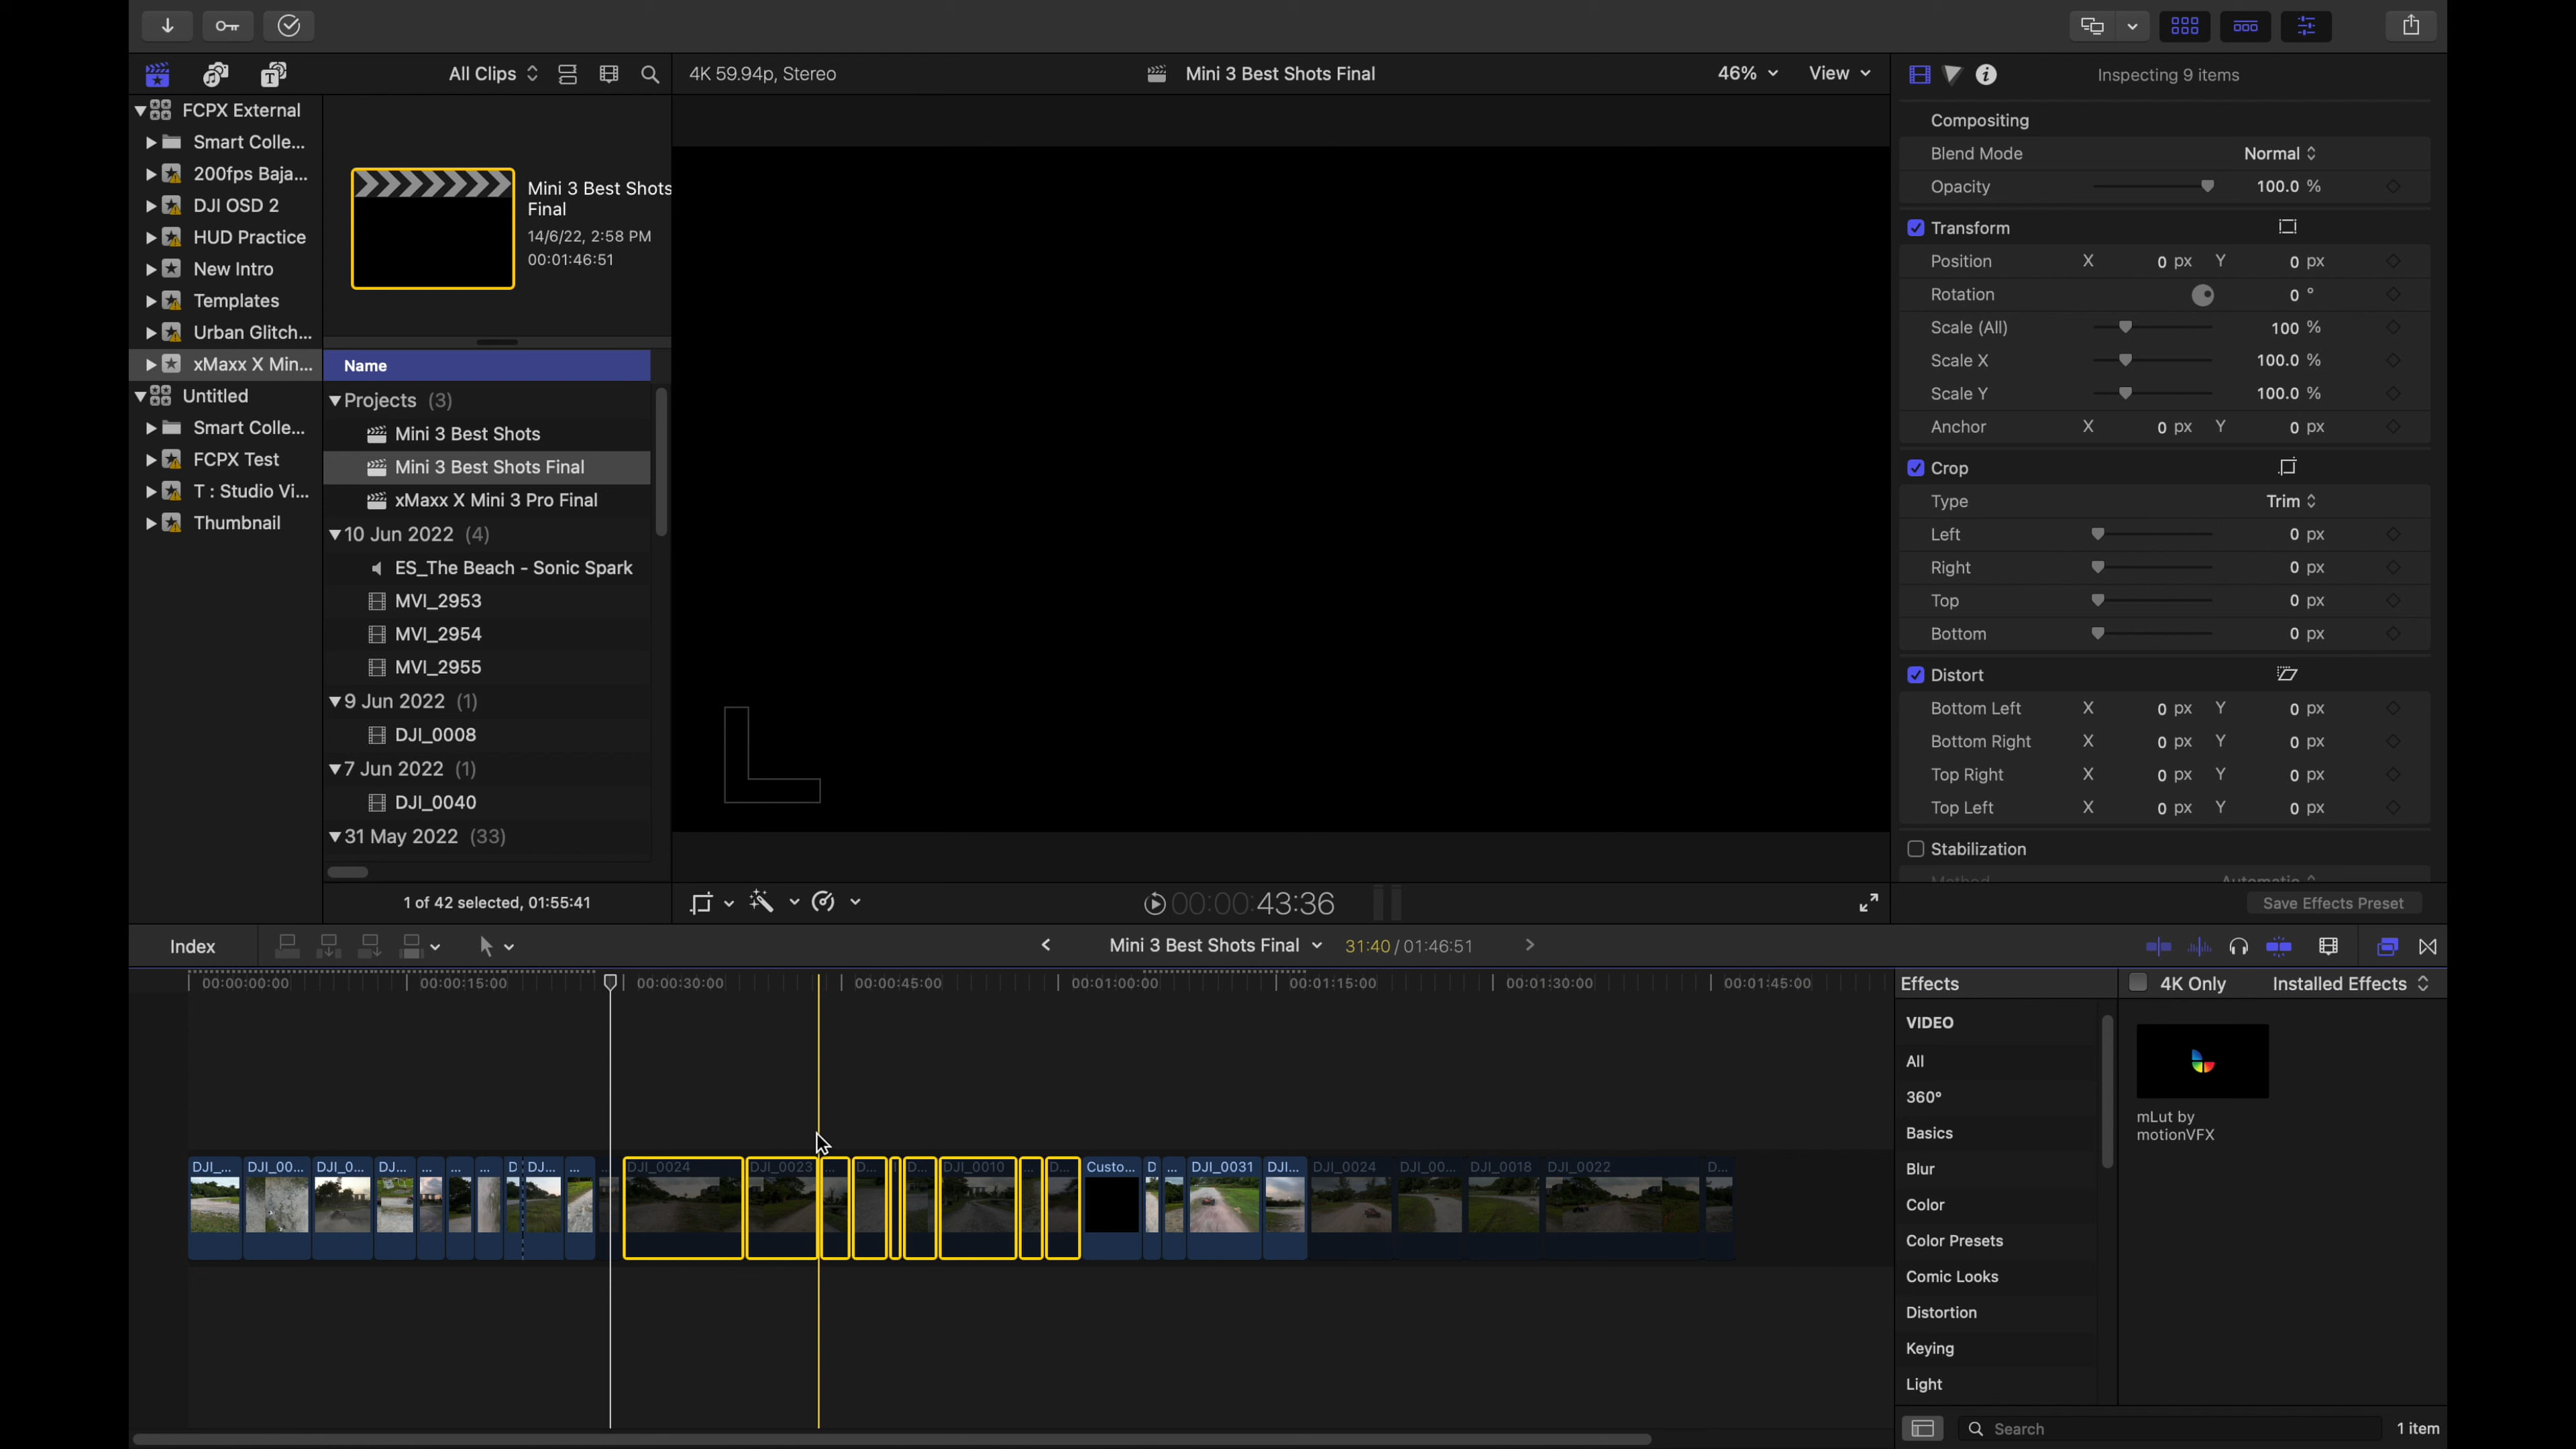 All Clips
4K 59.94p, Stereo
Mini 3 Best Shots Final
46%
View
Inspecting 9 items
FCPX External
Smart Colle...
200fps Baja...
DJI OSD 2
HUD Practice
New Intro
Templates
Urban Glitch...
xMaxx X Min...
Untitled
Smart Colle...
FCPX Test
T : Studio Vi...
Thumbnail
Mini 3 Best Shots
Final
14/6/22, 2:58 PM
00:01:46:51
Name
Projects (3)
Mini 3 Best Shots
Mini 3 Best Shots Final
xMaxx X Mini 3 Pro Final
10 Jun 2022 (4)
ES_The Beach - Sonic Spark
MVI_2953
MVI_2954
MVI_2955
9 Jun 2022 (1)
DJI_0008
7 Jun 2022 (1)
DJI_0040
31 May 2022 (33)
1 of 42 selected, 01:55:41
L
00:00:43:36
Compositing
Blend Mode Normal
Opacity 100.0 %
Transform
Position X 0 px Y 0 px
Rotation 0 °
Scale (All) 100 %
Scale X 100.0 %
Scale Y 100.0 %
Anchor X 0 px Y 0 px
Crop
Type Trim
Left 0 px
Right 0 px
Top 0 px
Bottom 0 px
Distort
Bottom Left X 0 px Y 0 px
Bottom Right X 0 px Y 0 px
Top Right X 0 px Y 0 px
Top Left X 0 px Y 0 px
Stabilization
Save Effects Preset
Index
Mini 3 Best Shots Final
31:40 / 01:46:51
00:00:00:00 00:00:15:00 00:00:30:00 00:00:45:00 00:01:00:00 00:01:15:00 00:01:30:00 00:01:45:00
DJI_... DJI_00... DJI_0... DJ... ... ... ... D DJ... ... ... DJI_0024 DJI_0023 ... D... D... DJI_0010 ... D... Custo... D ... DJI_0031 DJI... DJI_0024 DJI_00... DJI_0018 DJI_0022 D...
Effects
4K Only
Installed Effects
VIDEO
All
360°
Basics
Blur
Color
Color Presets
Comic Looks
Distortion
Keying
Light
mLut by
motionVFX
Search
1 item